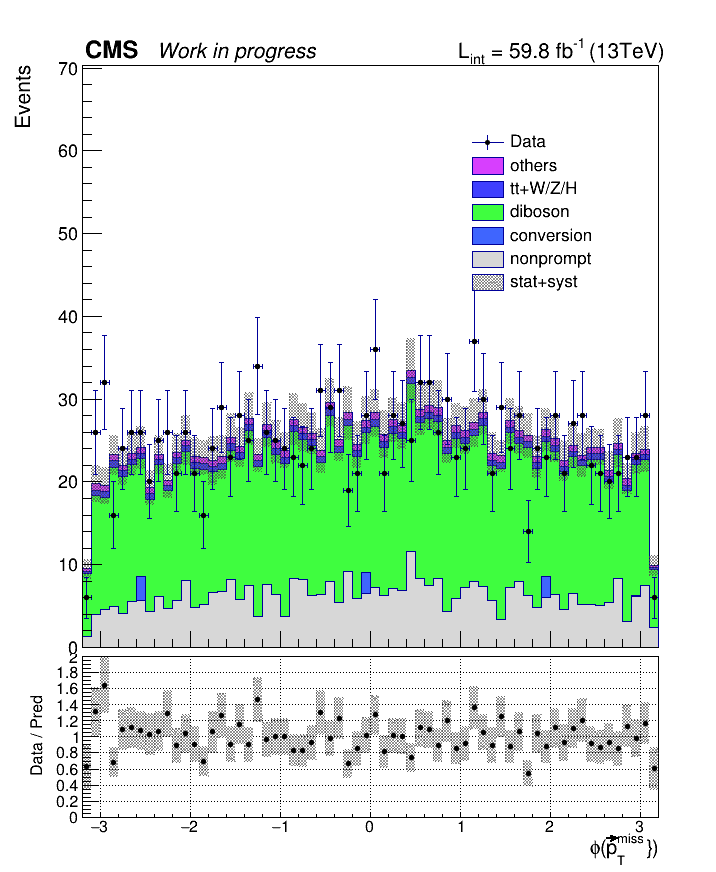 CMS Work in progress L_int = 59.8 fb^-1 (13TeV)
Events
70
60
50
40
30
20
10
0
Data
others
tt+W/Z/H
diboson
conversion
nonprompt
stat+syst
Data / Pred
2
1.8
1.6
1.4
1.2
1
0.8
0.6
0.4
0.2
0
−3 −2 −1 0 1 2 3
ϕ(p⃗_T^miss})